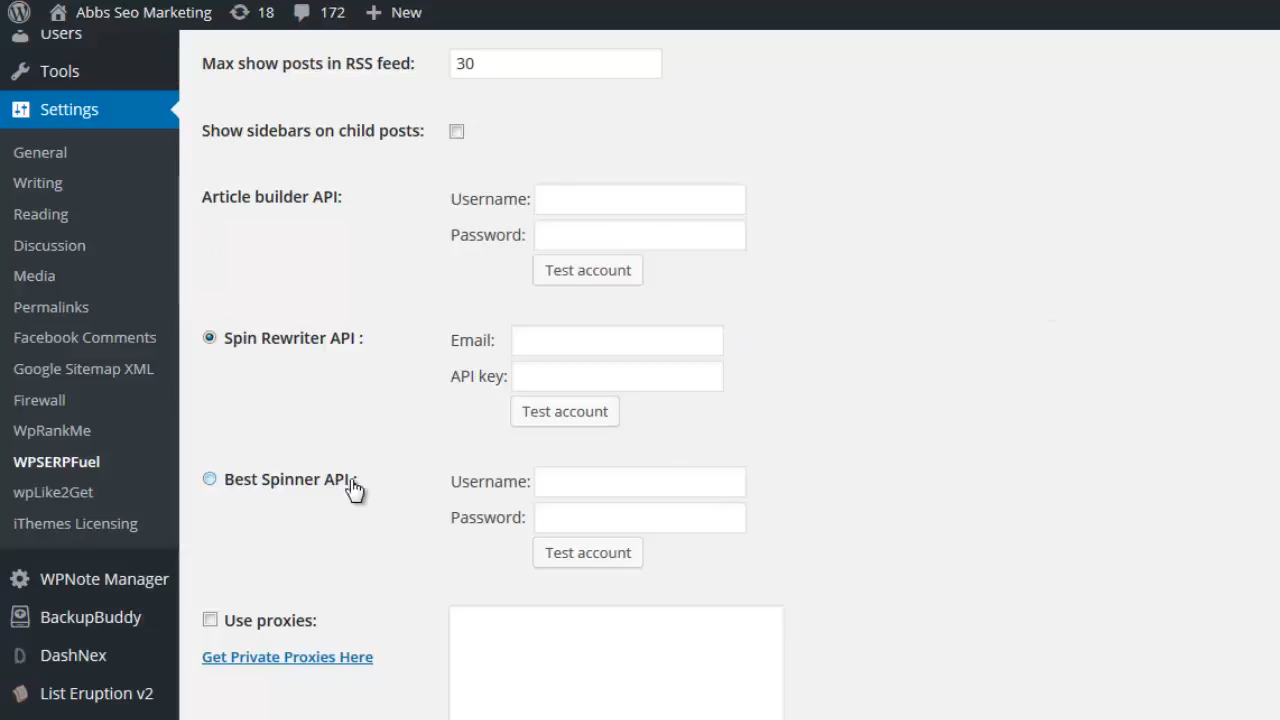 Abbs Seo Marketing 18 172 New
Users
Tools
Settings
General
Writing
Reading
Discussion
Media
Permalinks
Facebook Comments
Google Sitemap XML
Firewall
WpRankMe
WPSERPFuel
wpLike2Get
iThemes Licensing
WPNote Manager
BackupBuddy
DashNex
List Eruption v2
Max show posts in RSS feed: 30
Show sidebars on child posts:
Article builder API: Username:
Password:
Test account
Spin Rewriter API : Email:
API key:
Test account
Best Spinner API : Username:
Password:
Test account
Use proxies:
Get Private Proxies Here